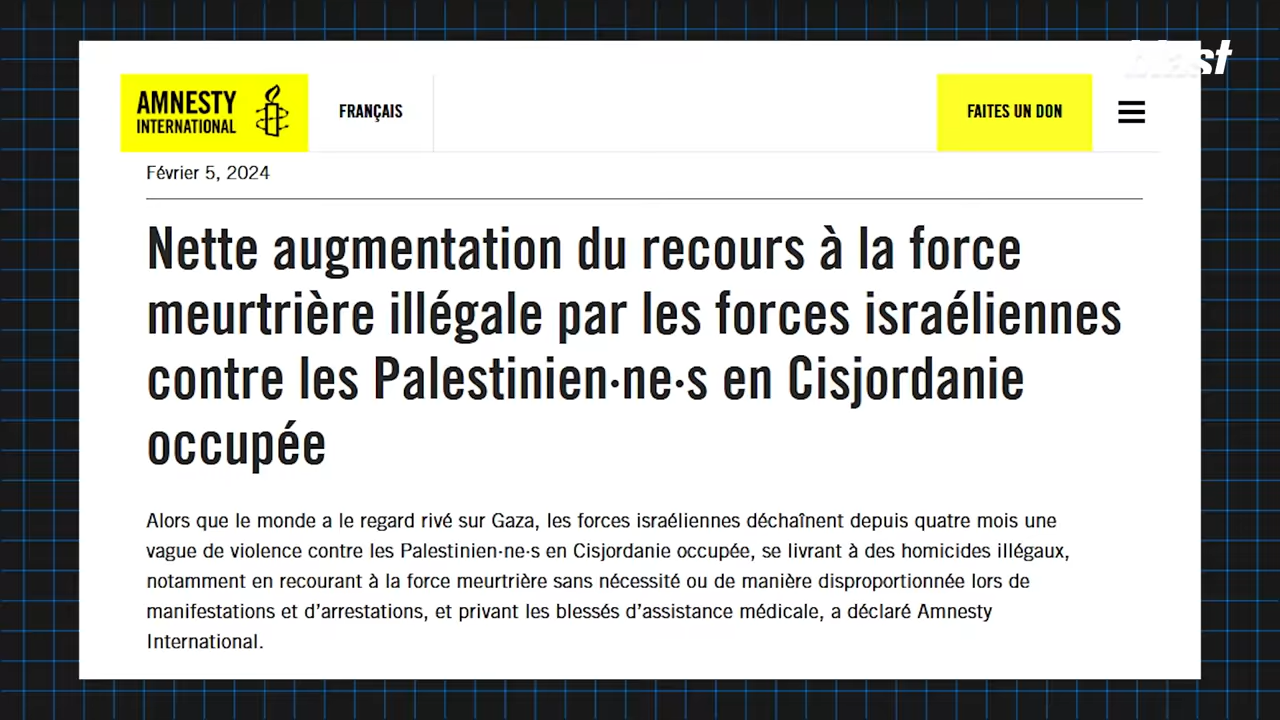 blast
AMNESTY
INTERNATIONAL
FRANÇAIS
FAITES UN DON
Février 5, 2024
Nette augmentation du recours à la force
meurtrière illégale par les forces israéliennes
contre les Palestinien·ne·s en Cisjordanie
occupée
Alors que le monde a le regard rivé sur Gaza, les forces israéliennes déchaînent depuis quatre mois une
vague de violence contre les Palestinien·ne·s en Cisjordanie occupée, se livrant à des homicides illégaux,
notamment en recourant à la force meurtrière sans nécessité ou de manière disproportionnée lors de
manifestations et d’arrestations, et privant les blessés d’assistance médicale, a déclaré Amnesty
International.